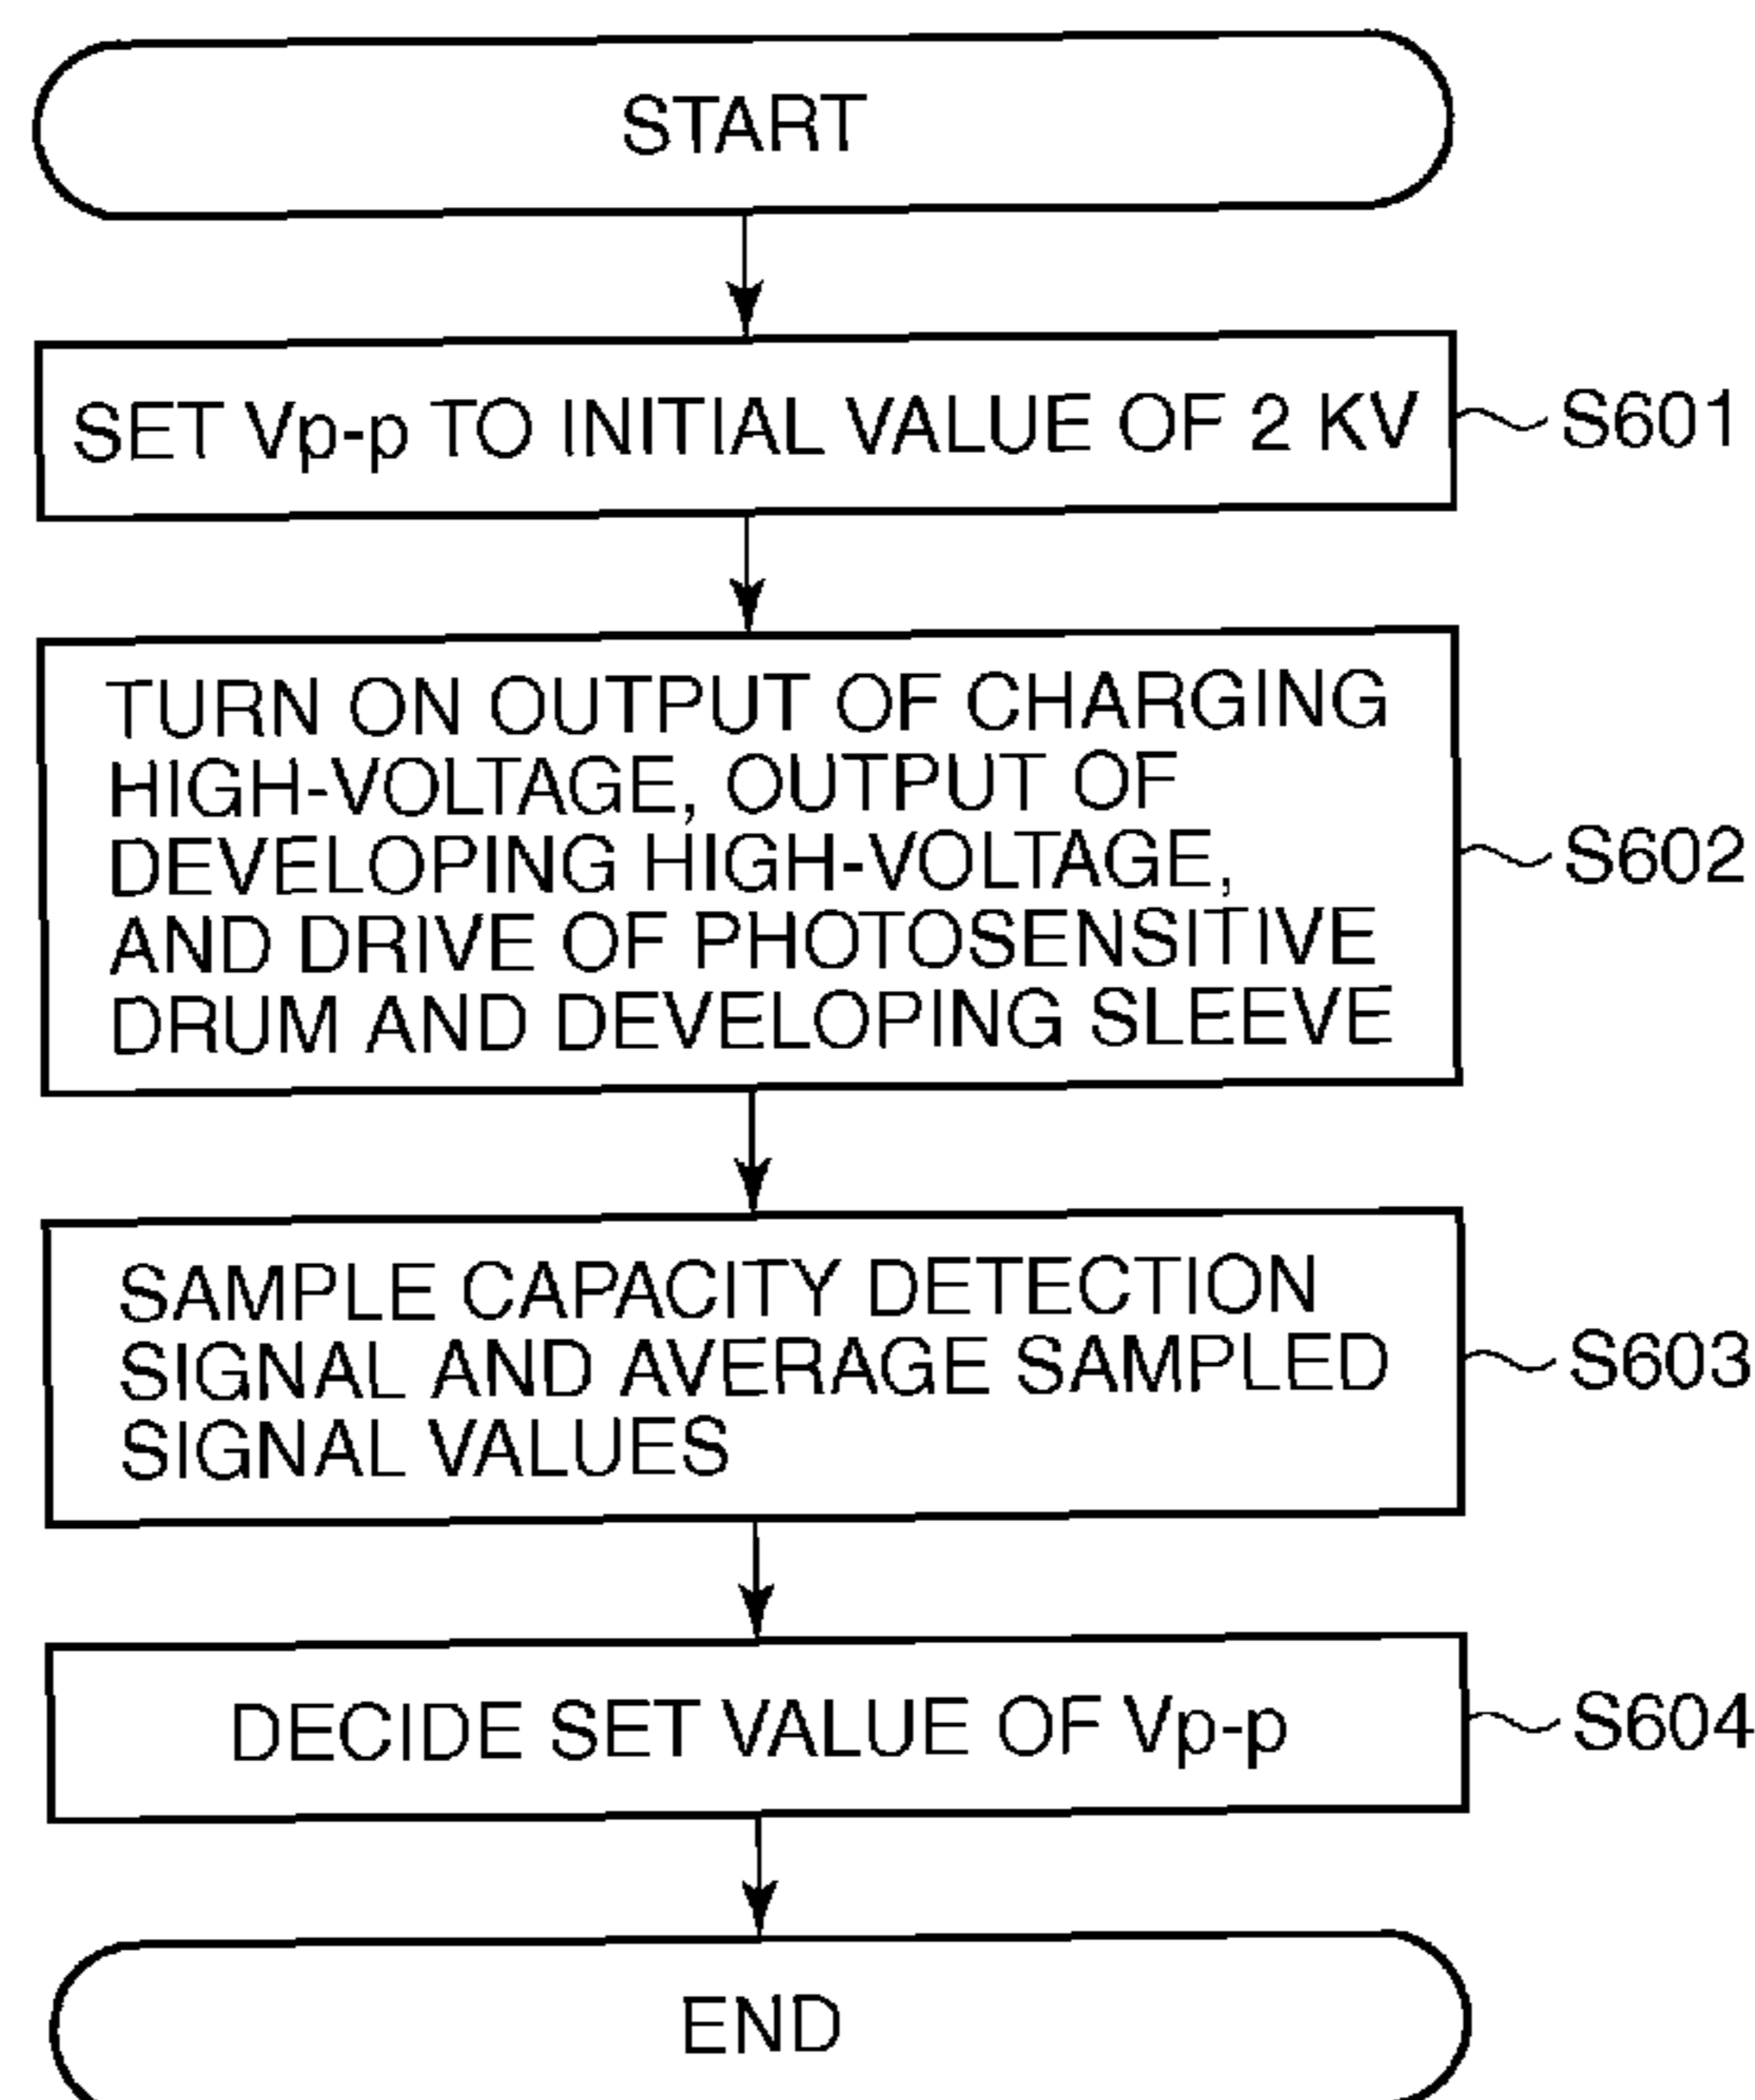 START
SET Vp-p TO INITIAL VALUE OF 2 KV
S601
TURN ON OUTPUT OF CHARGING
HIGH-VOLTAGE, OUTPUT OF
DEVELOPING HIGH-VOLTAGE,
AND DRIVE OF PHOTOSENSITIVE
DRUM AND DEVELOPING SLEEVE
S602
SAMPLE CAPACITY DETECTION
SIGNAL AND AVERAGE SAMPLED
SIGNAL VALUES
S603
DECIDE SET VALUE OF Vp-p
S604
END